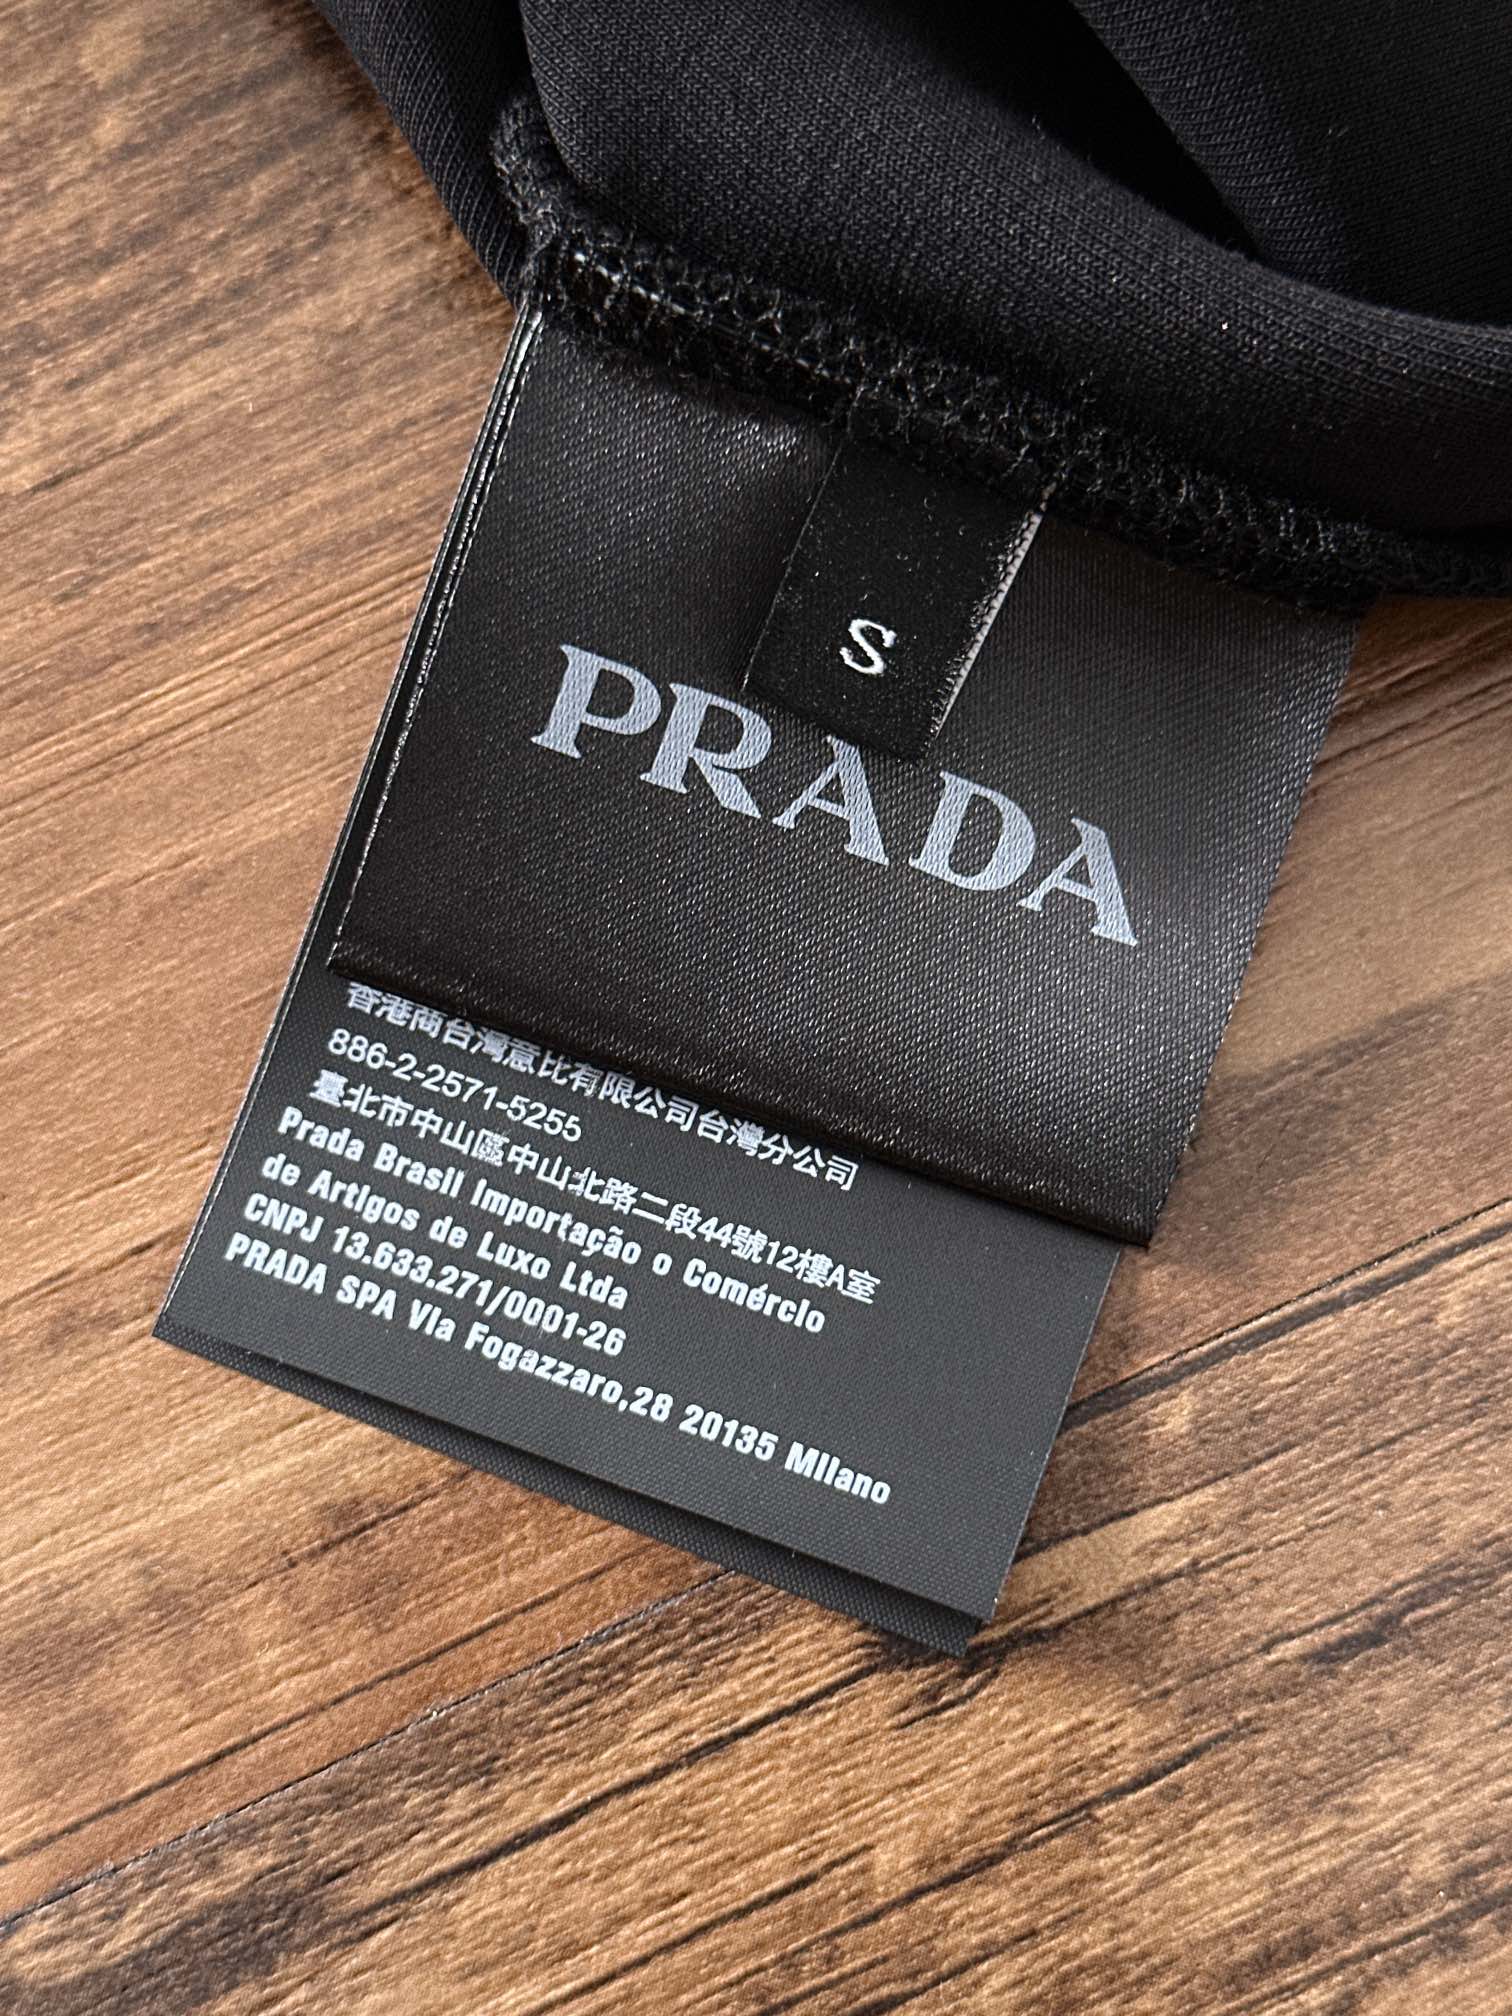 S
PRADA
香港商台灣意比有限公司台灣分公司
886-2-2571-5255
臺北市中山區中山北路二段44號12樓A室
Prada Brasil Importação o Comércio
de Artigos de Luxo Ltda
CNPJ 13.633.271/0001-26
PRADA SPA Via Fogazzaro,28 20135 Milano